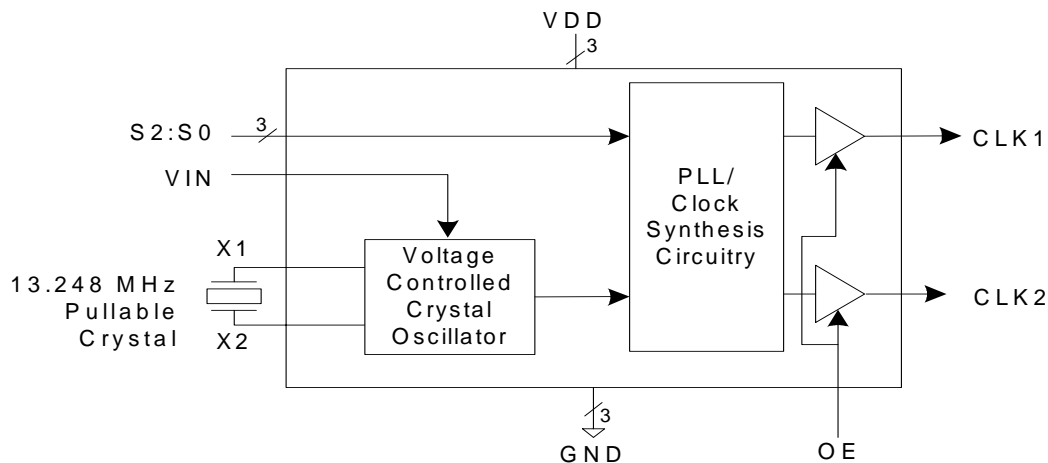 VDD
3
S2:S0
3
VIN
X1
13.248 MHz
Pullable
Crystal
X2
Voltage
Controlled
Crystal
Oscillator
PLL/
Clock
Synthesis
Circuitry
CLK1
CLK2
3
GND
OE